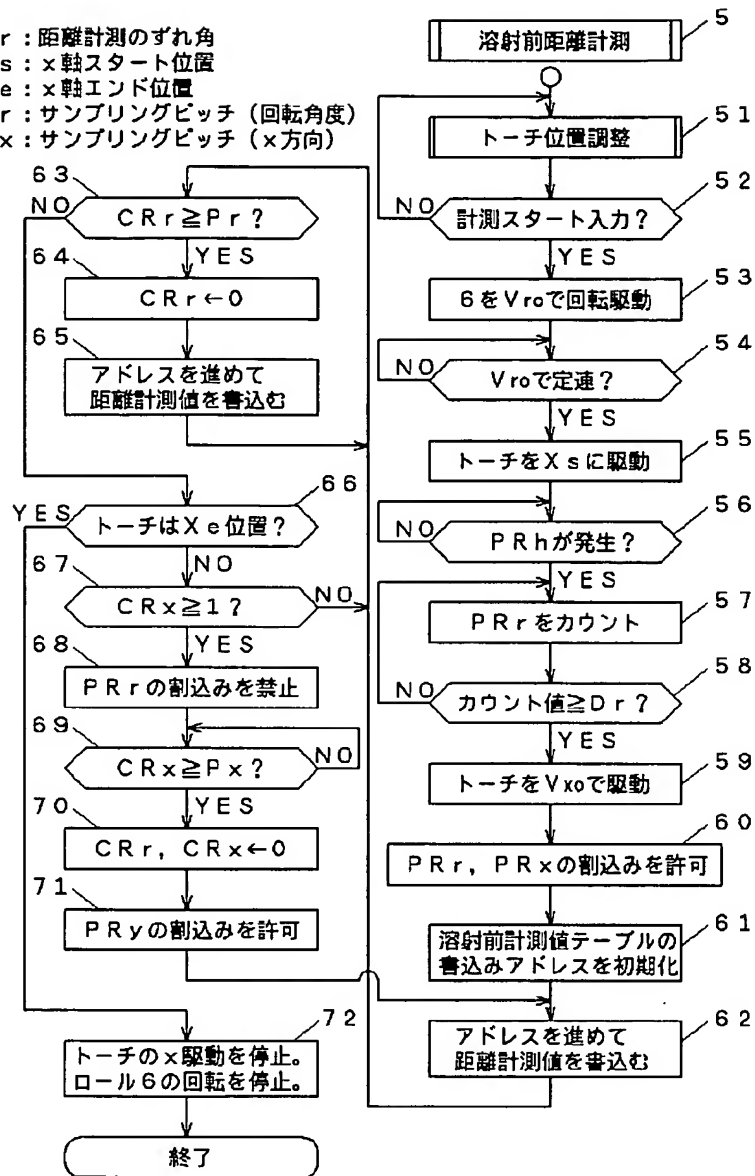 r：距離計測のずれ角
s：x軸スタート位置
e：x軸エンド位置
r：サンプリングピッチ（回転角度）
x：サンプリングピッチ（x方向）
5
溶射前距離計測
51
トーチ位置調整
52
計測スタート入力？
NO
YES
53
6をVroで回転駆動
54
Vroで定速？
NO
YES
55
トーチをXsに駆動
56
PRhが発生？
NO
YES
57
PRrをカウント
58
カウント値≧Dr？
NO
YES
59
トーチをVxoで駆動
60
PRr，PRxの割込みを許可
61
溶射前計測値テーブルの
書込みアドレスを初期化
62
アドレスを進めて
距離計測値を書込む
63
NO
CRr≧Pr？
YES
64
CRr←0
65
アドレスを進めて
距離計測値を書込む
66
YES
トーチはXe位置？
NO
67
CRx≧1？
NO
YES
68
PRrの割込みを禁止
69
CRx≧Px？
NO
YES
70
CRr，CRx←0
71
PRyの割込みを許可
72
トーチのx駆動を停止。
ロール6の回転を停止。
終了